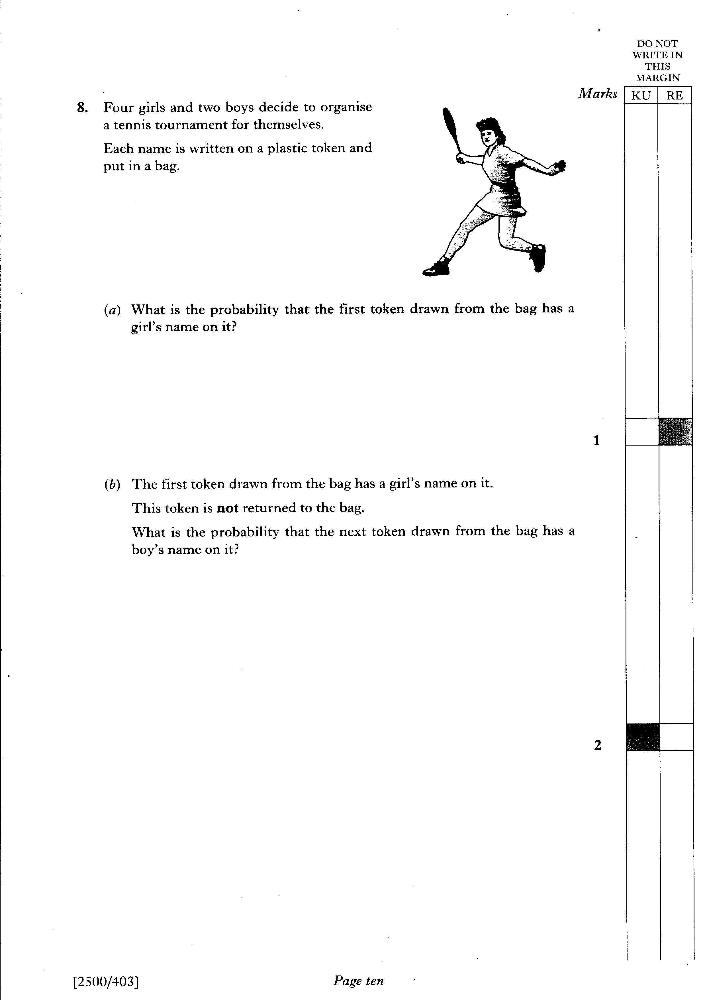 DO NOT
WRITE IN
THIS
MARGIN
Marks
KU
RE
8. Four girls and two boys decide to organise
a tennis tournament for themselves.
Each name is written on a plastic token and
put in a bag.
(a) What is the probability that the first token drawn from the bag has a
girl's name on it?
1
(b) The first token drawn from the bag has a girl's name on it.
This token is not returned to the bag.
What is the probability that the next token drawn from the bag has a
boy's name on it?
2
[2500/403]
Page ten